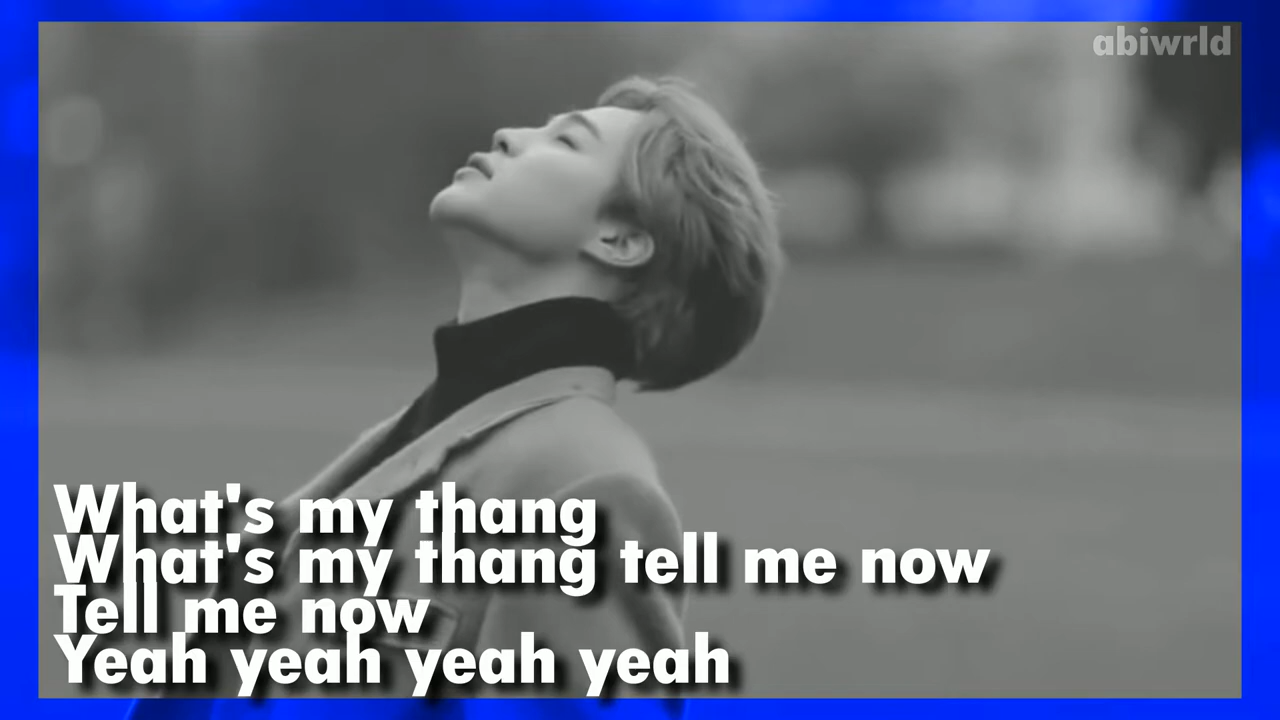 abiwrld
What's my thang
What's my thang tell me now
Tell me now
Yeah yeah yeah yeah